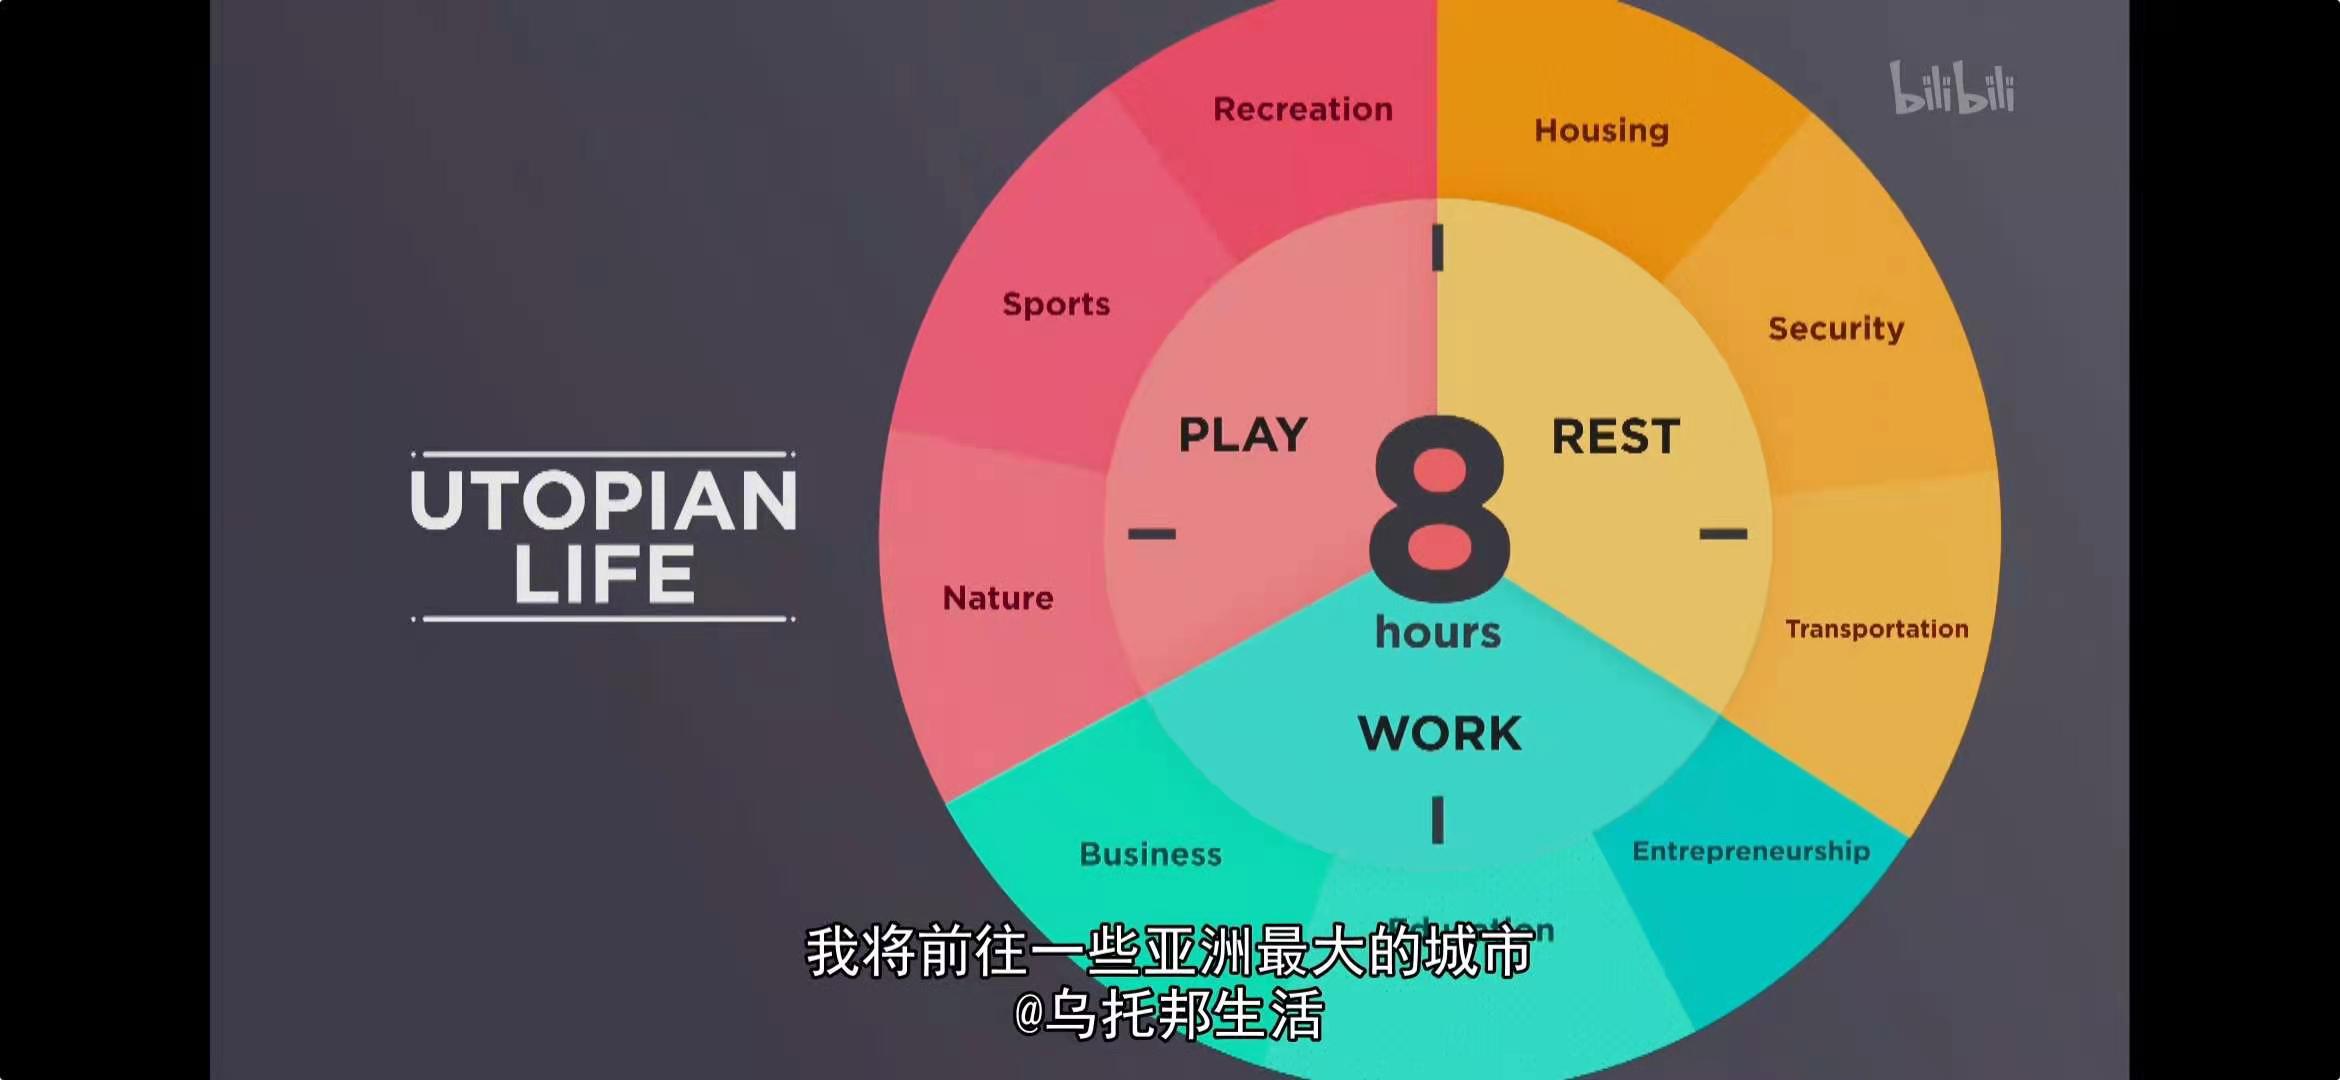 bilibili
Recreation
Housing
Sports
Security
PLAY
REST
8
hours
UTOPIAN
LIFE
Nature
Transportation
WORK
Business
Entrepreneurship
Education
我将前往一些亚洲最大的城市
@乌托邦生活